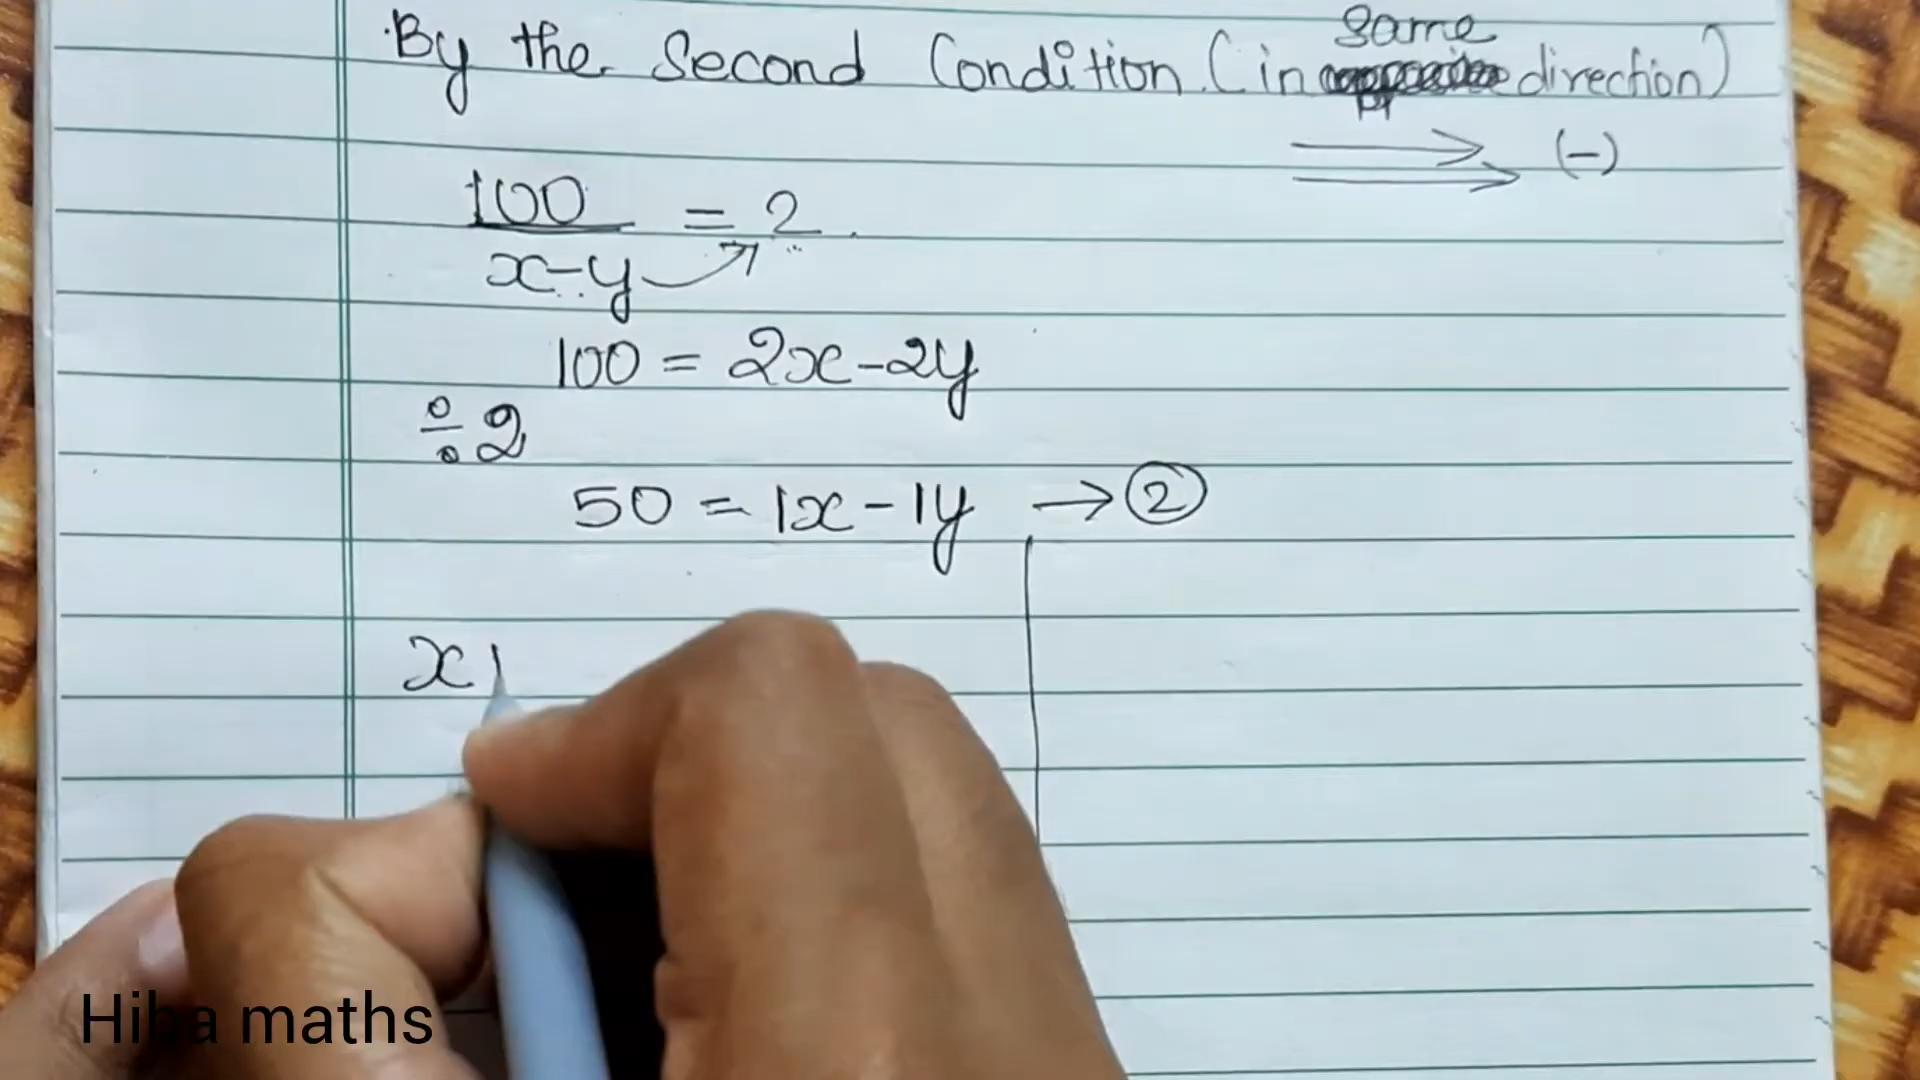 By the Second Condition. (in same direction)
(-)
100 / x-y = 2
100 = 2x-2y
÷2
50 = 1x-1y → ②
x
Hiba maths